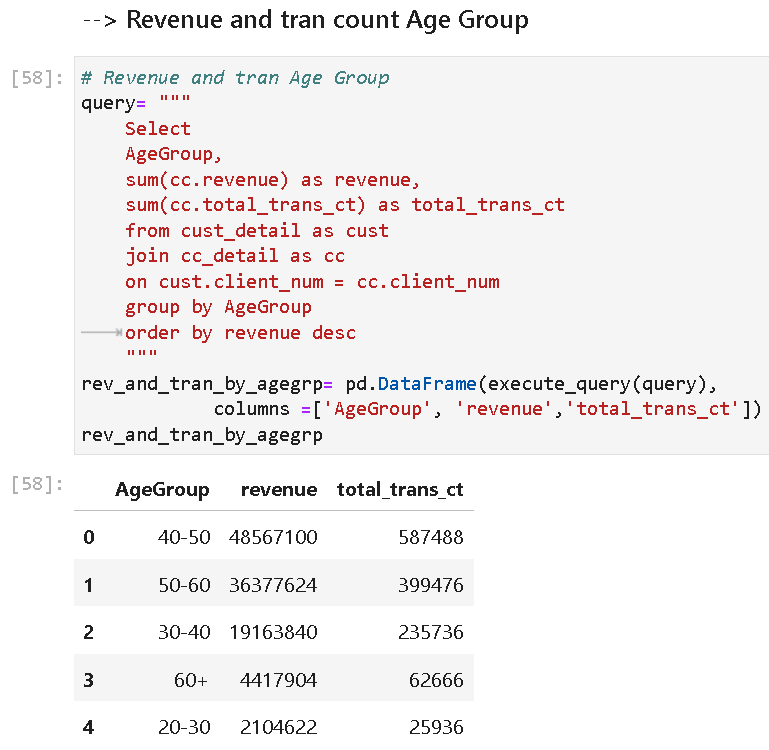 --> Revenue and tran count Age Group
[58]: # Revenue and tran Age Group
query= """
Select
AgeGroup,
sum(cc.revenue) as revenue,
sum(cc.total_trans_ct) as total_trans_ct
from cust_detail as cust
join cc_detail as cc
on cust.client_num = cc.client_num
group by AgeGroup
order by revenue desc
"""
rev_and_tran_by_agegrp= pd.DataFrame(execute_query(query),
columns =['AgeGroup', 'revenue','total_trans_ct'])
rev_and_tran_by_agegrp
[58]: AgeGroup revenue total_trans_ct
0 40-50 48567100 587488
1 50-60 36377624 399476
2 30-40 19163840 235736
3 60+ 4417904 62666
4 20-30 2104622 25936